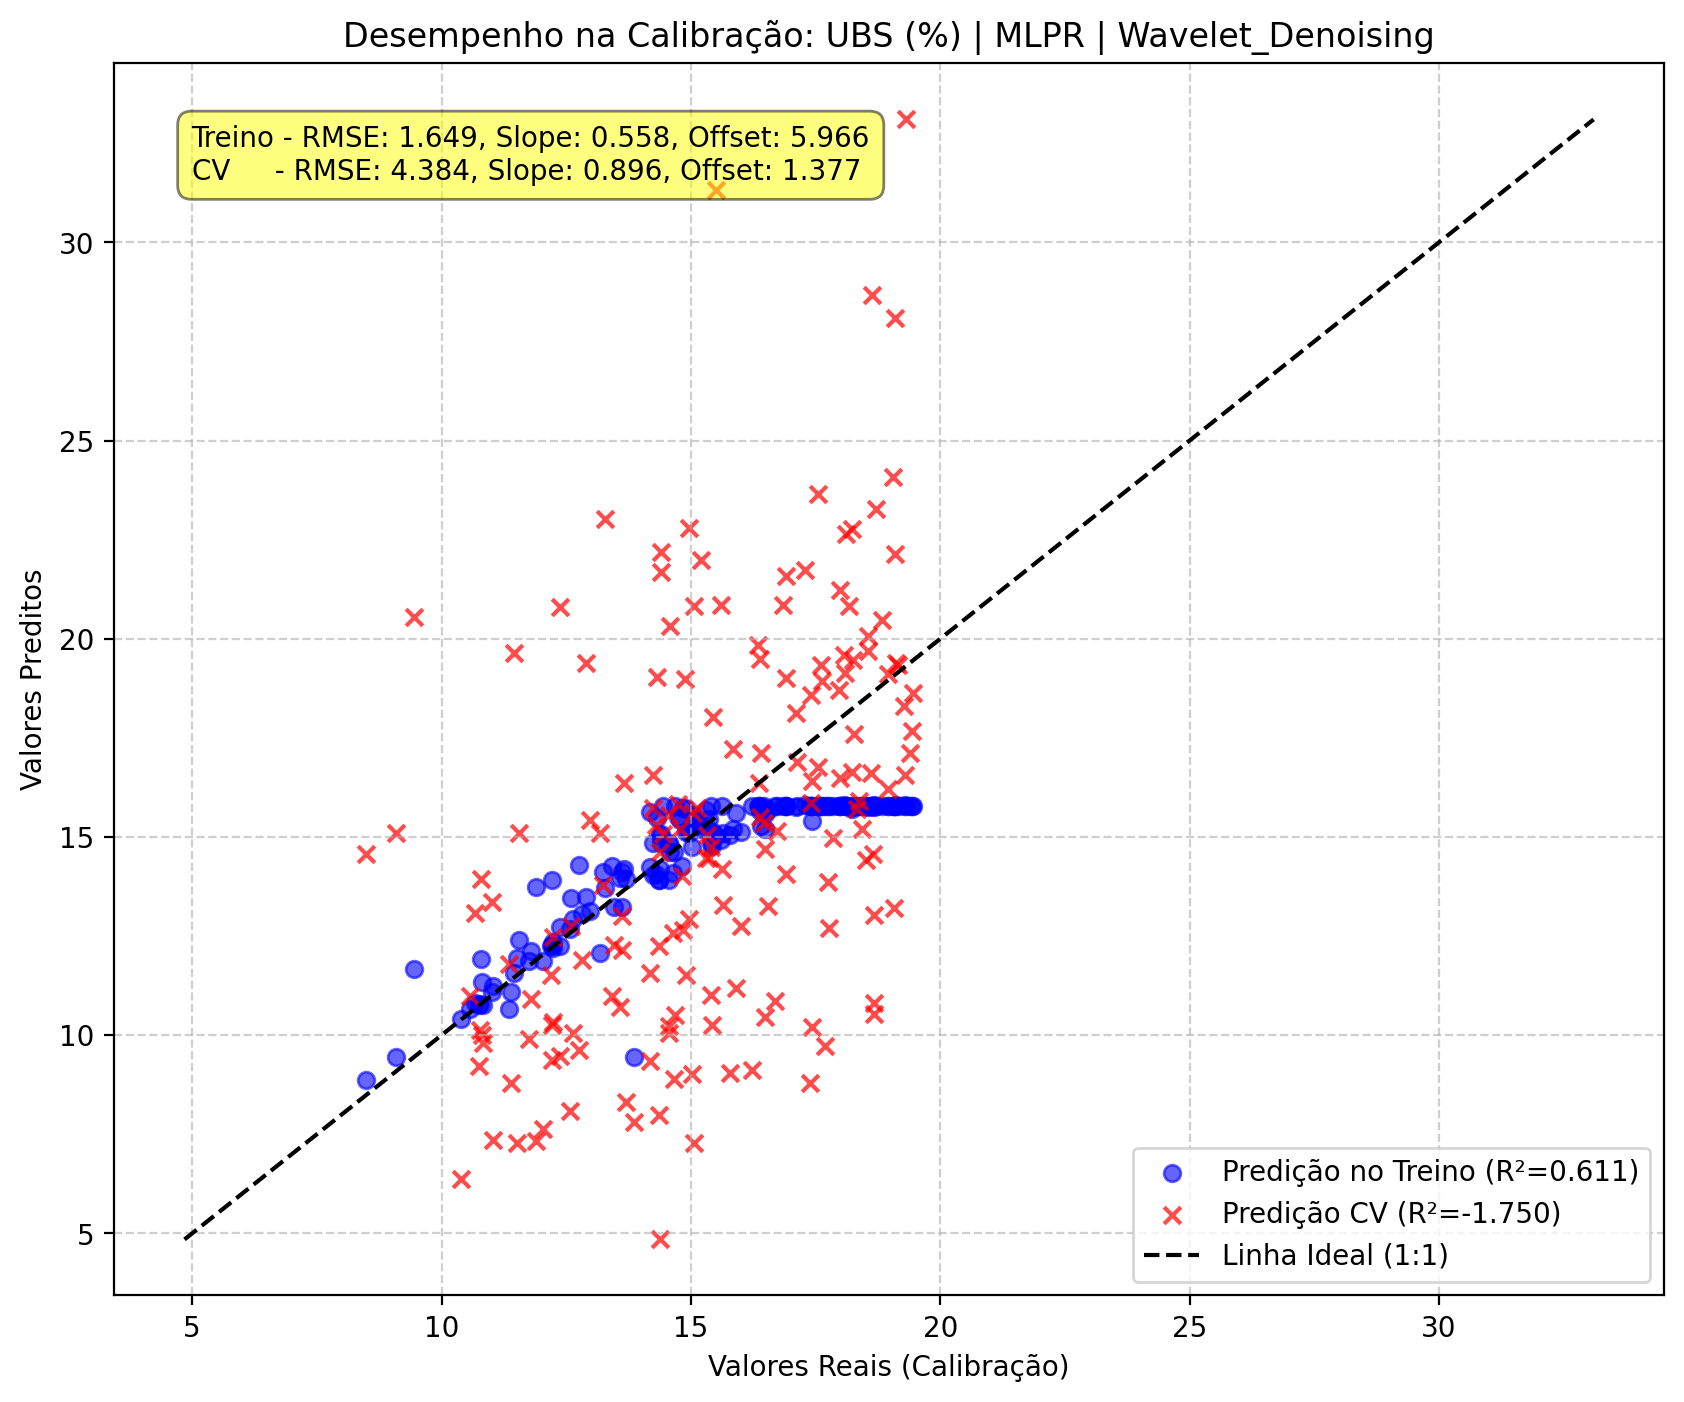 Desempenho na Calibração: UBS (%) | MLPR | Wavelet_Denoising
Treino - RMSE: 1.649, Slope: 0.558, Offset: 5.966
CV - RMSE: 4.384, Slope: 0.896, Offset: 1.377
Valores Preditos
30
25
20
15
10
5
Predição no Treino (R²=0.611)
Predição CV (R²=-1.750)
Linha Ideal (1:1)
5 10 15 20 25 30
Valores Reais (Calibração)